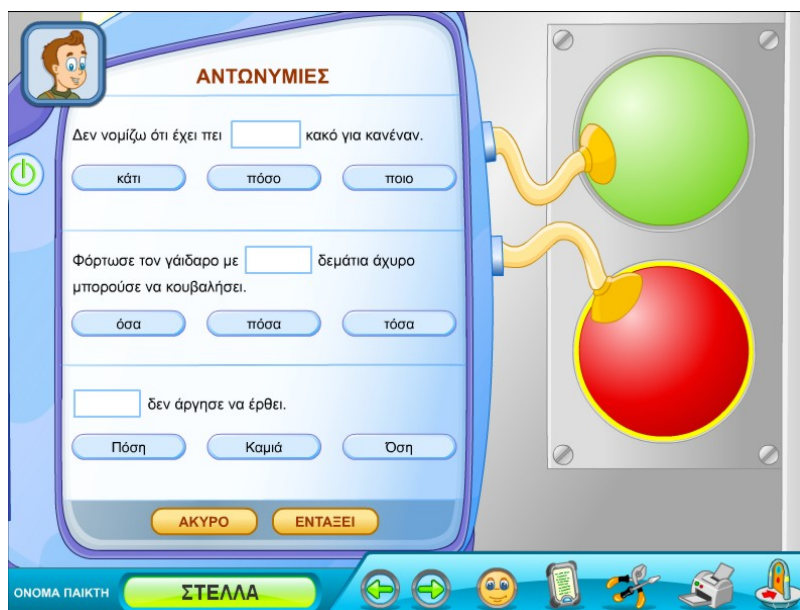 ΑΝΤΩΝΥΜΙΕΣ
Δεν νομίζω ότι έχει πει κακό για κανέναν.
κάτι πόσο ποιο
Φόρτωσε τον γάιδαρο με δεμάτια άχυρο
μπορούσε να κουβαλήσει.
όσα πόσα τόσα
δεν άργησε να έρθει.
Πόση Καμιά Όση
ΑΚΥΡΟ ΕΝΤΑΞΕΙ
ΟΝΟΜΑ ΠΑΙΚΤΗ ΣΤΕΛΛΑ